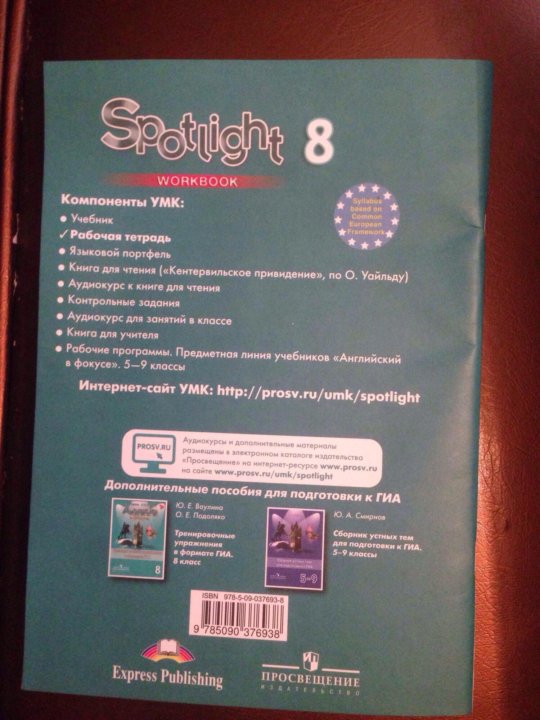 Spotlight 8
WORKBOOK
Компоненты УМК:
• Учебник
✓ Рабочая тетрадь
• Языковой портфель
• Книга для чтения («Кентервильское привидение», по О. Уайльду)
• Аудиокурс к книге для чтения
• Контрольные задания
• Аудиокурс для занятий в классе
• Книга для учителя
• Рабочие программы. Предметная линия учебников «Английский
в фокусе». 5—9 классы
Syllabus
based on
Common
European
Framework
Интернет-сайт УМК: http://prosv.ru/umk/spotlight
PROSV.RU
Аудиокурсы и дополнительные материалы
размещены в электронном каталоге издательства
«Просвещение» на интернет-ресурсе www.prosv.ru
на сайте www.prosv.ru/umk/spotlight
Дополнительные пособия для подготовки к ГИА
Ю. Е. Ваулина
О. Е. Подоляко
Тренировочные
упражнения
в формате ГИА.
8 класс
8
Ю. А. Смирнов
Сборник устных тем
для подготовки к ГИА.
5–9 классы
5–9
ISBN 978-5-09-037693-8
9 785090 376938
Express Publishing
ПРОСВЕЩЕНИЕ
ИЗДАТЕЛЬСТВО